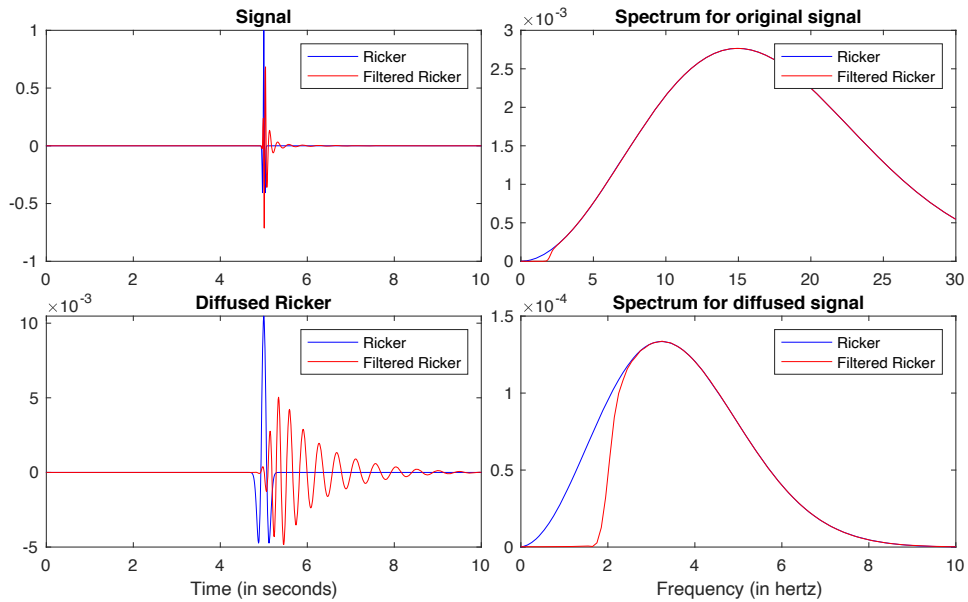 Signal
1
0.5
0
-0.5
-1
0 2 4 6 8 10
Ricker
Filtered Ricker
Spectrum for original signal
×10⁻³
3
2.5
2
1.5
1
0.5
0
0 5 10 15 20 25 30
Ricker
Filtered Ricker
Diffused Ricker
×10⁻³
10
5
0
-5
0 2 4 6 8 10
Time (in seconds)
Ricker
Filtered Ricker
Spectrum for diffused signal
×10⁻⁴
1.5
1
0.5
0
0 2 4 6 8 10
Frequency (in hertz)
Ricker
Filtered Ricker